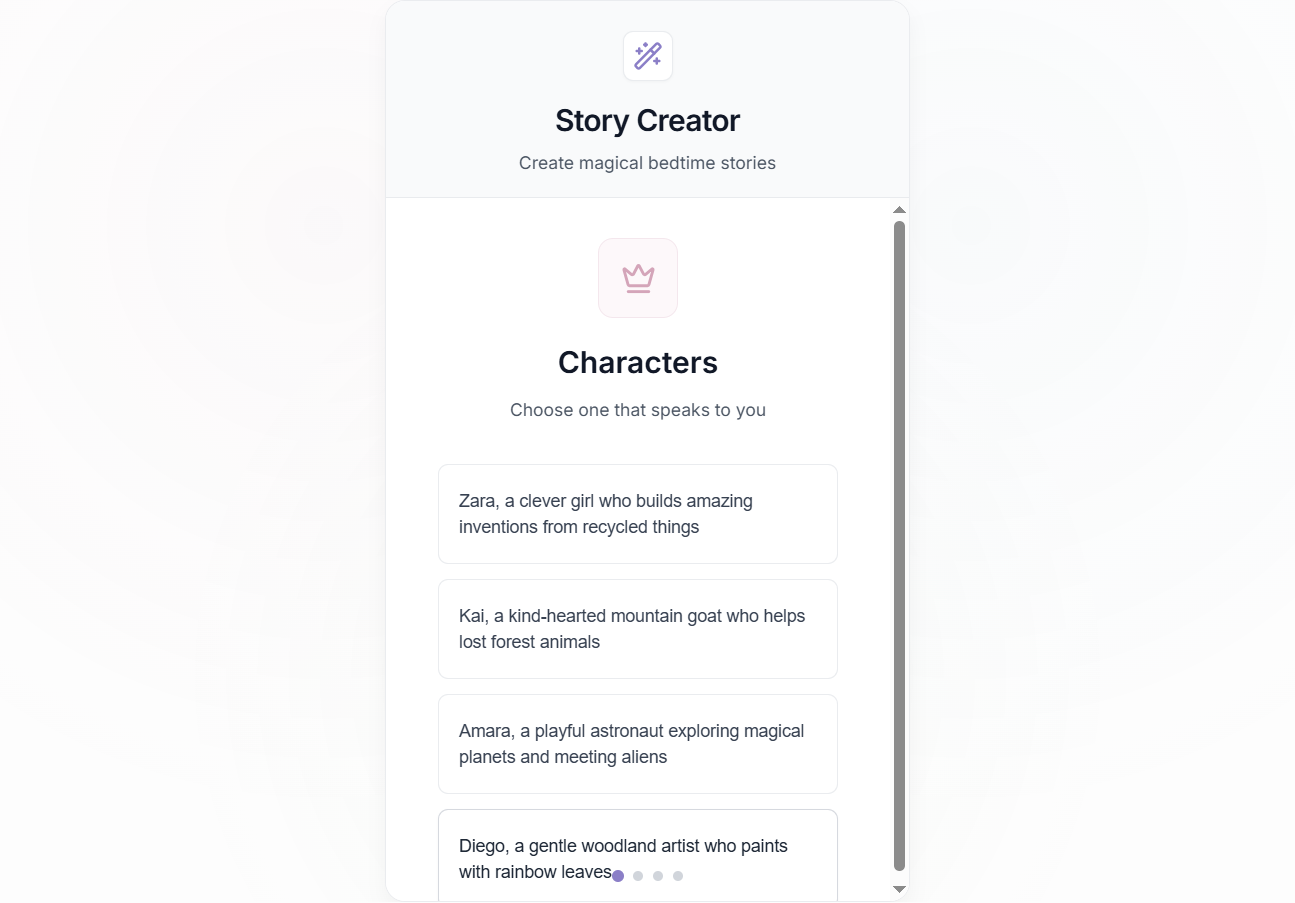 Story Creator
Create magical bedtime stories
Characters
Choose one that speaks to you
Zara, a clever girl who builds amazing
inventions from recycled things
Kai, a kind-hearted mountain goat who helps
lost forest animals
Amara, a playful astronaut exploring magical
planets and meeting aliens
Diego, a gentle woodland artist who paints
with rainbow leaves